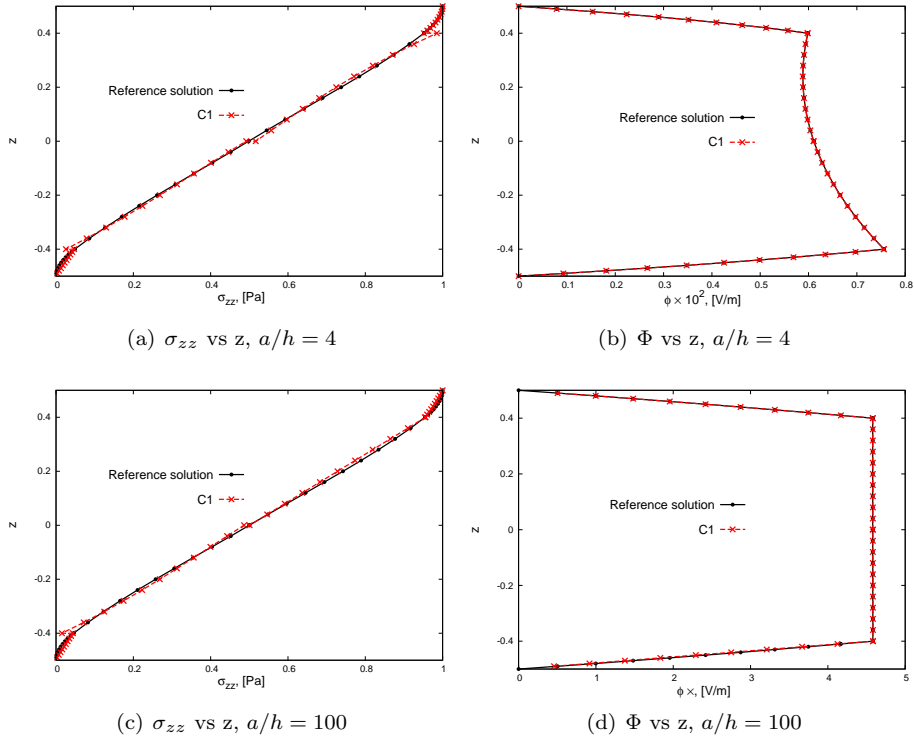 0.4
0.2
0
-0.2
-0.4
z
Reference solution
C1
0 0.2 0.4 0.6 0.8 1
σzz, [Pa]
(a) σzz vs z, a/h = 4
0.4
0.2
0
-0.2
-0.4
z
Reference solution
C1
0 0.1 0.2 0.3 0.4 0.5 0.6 0.7 0.8
ϕ × 10², [V/m]
(b) Φ vs z, a/h = 4
0.4
0.2
0
-0.2
-0.4
z
Reference solution
C1
0 0.2 0.4 0.6 0.8 1
σzz, [Pa]
(c) σzz vs z, a/h = 100
0.4
0.2
0
-0.2
-0.4
z
Reference solution
C1
0 1 2 3 4 5
ϕ ×, [V/m]
(d) Φ vs z, a/h = 100